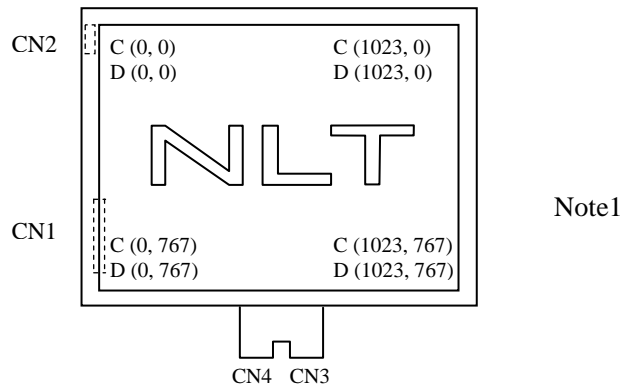 CN2
C (0, 0) C (1023, 0)
D (0, 0) D (1023, 0)
NLT
Note1
CN1
C (0, 767) C (1023, 767)
D (0, 767) D (1023, 767)
CN4 CN3